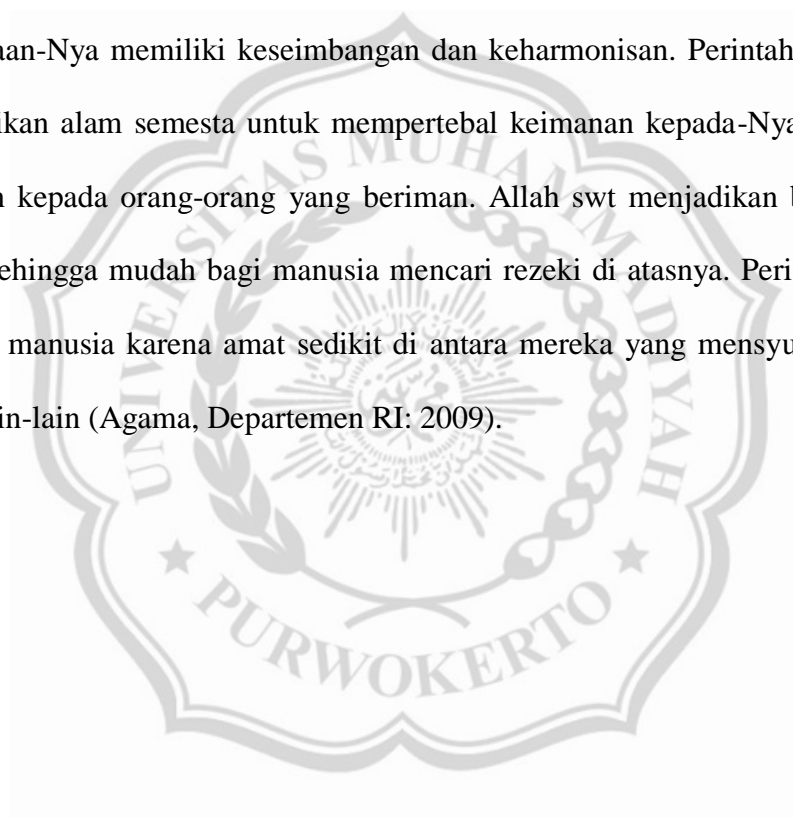 aan-Nya memiliki keseimbangan dan keharmonisan. Perintah
ikan alam semesta untuk mempertebal keimanan kepada-Nya
kepada orang-orang yang beriman. Allah swt menjadikan
ehingga mudah bagi manusia mencari rezeki di atasnya. Peri
manusia karena amat sedikit di antara mereka yang mensyu
in-lain (Agama, Departemen RI: 2009).
UNIVERSITAS MUHAMMADIYAH
PURWOKERTO